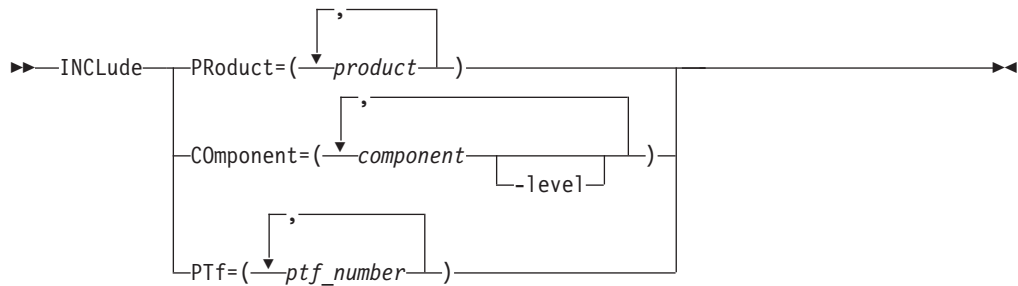 ,
INCLude PRoduct=( product )
,
COmponent=( component )
-level
,
PTf=( ptf_number )